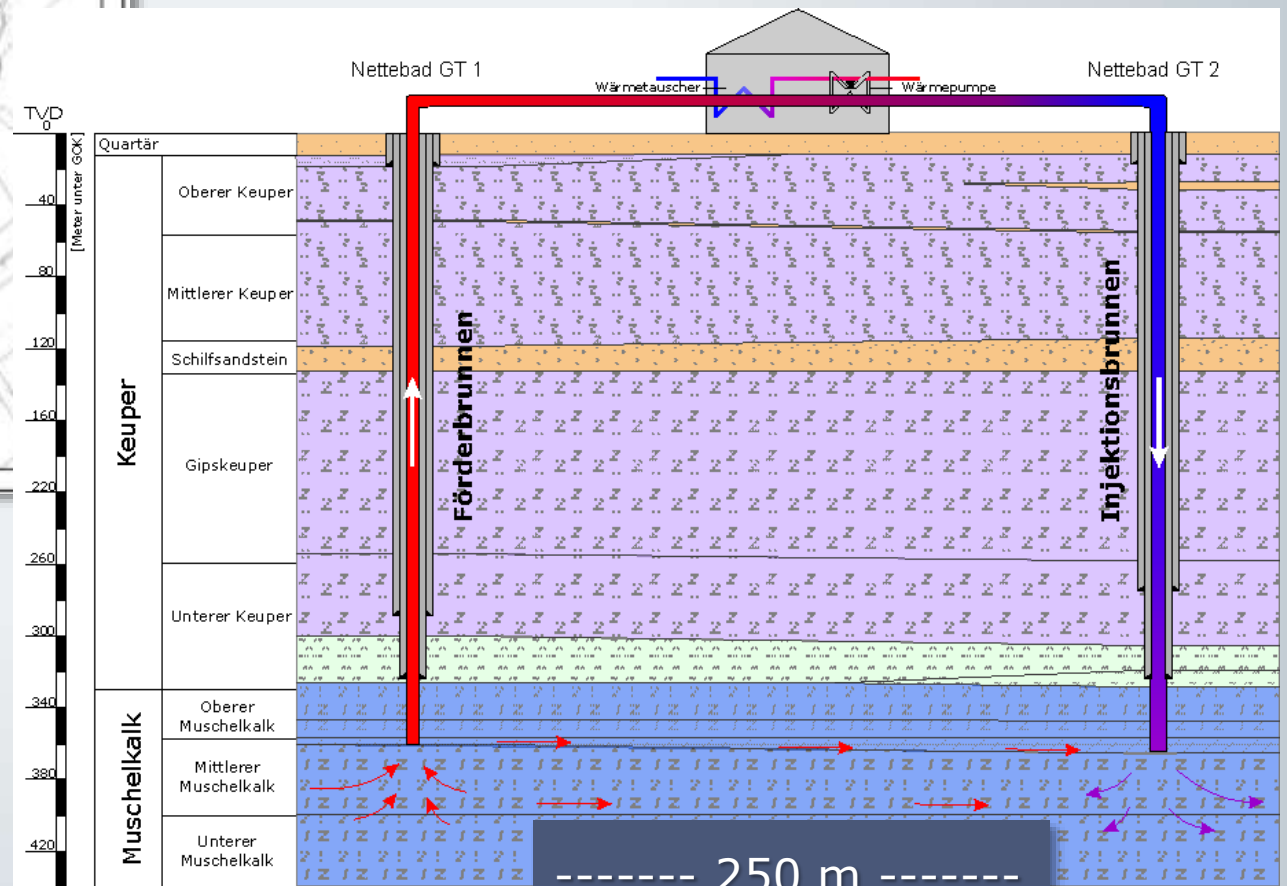 Nettebad GT 1
Nettebad GT 2
Wärmetauscher
Wärmepumpe
TVD
0
[Meter unter GOK]
40
80
120
160
220
260
300
340
380
420
Quartär
Keuper
Oberer Keuper
Mittlerer Keuper
Schilfsandstein
Gipskeuper
Unterer Keuper
Muschelkalk
Oberer
Muschelkalk
Mittlerer
Muschelkalk
Unterer
Muschelkalk
Förderbrunnen
Injektionsbrunnen
------- 250 m -------